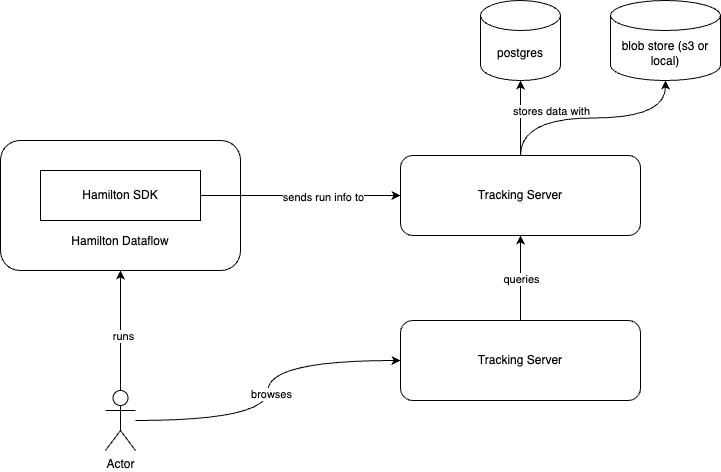 postgres
blob store (s3 or
local)
stores data with
Hamilton SDK
sends run info to
Tracking Server
Hamilton Dataflow
queries
runs
Tracking Server
browses
Actor